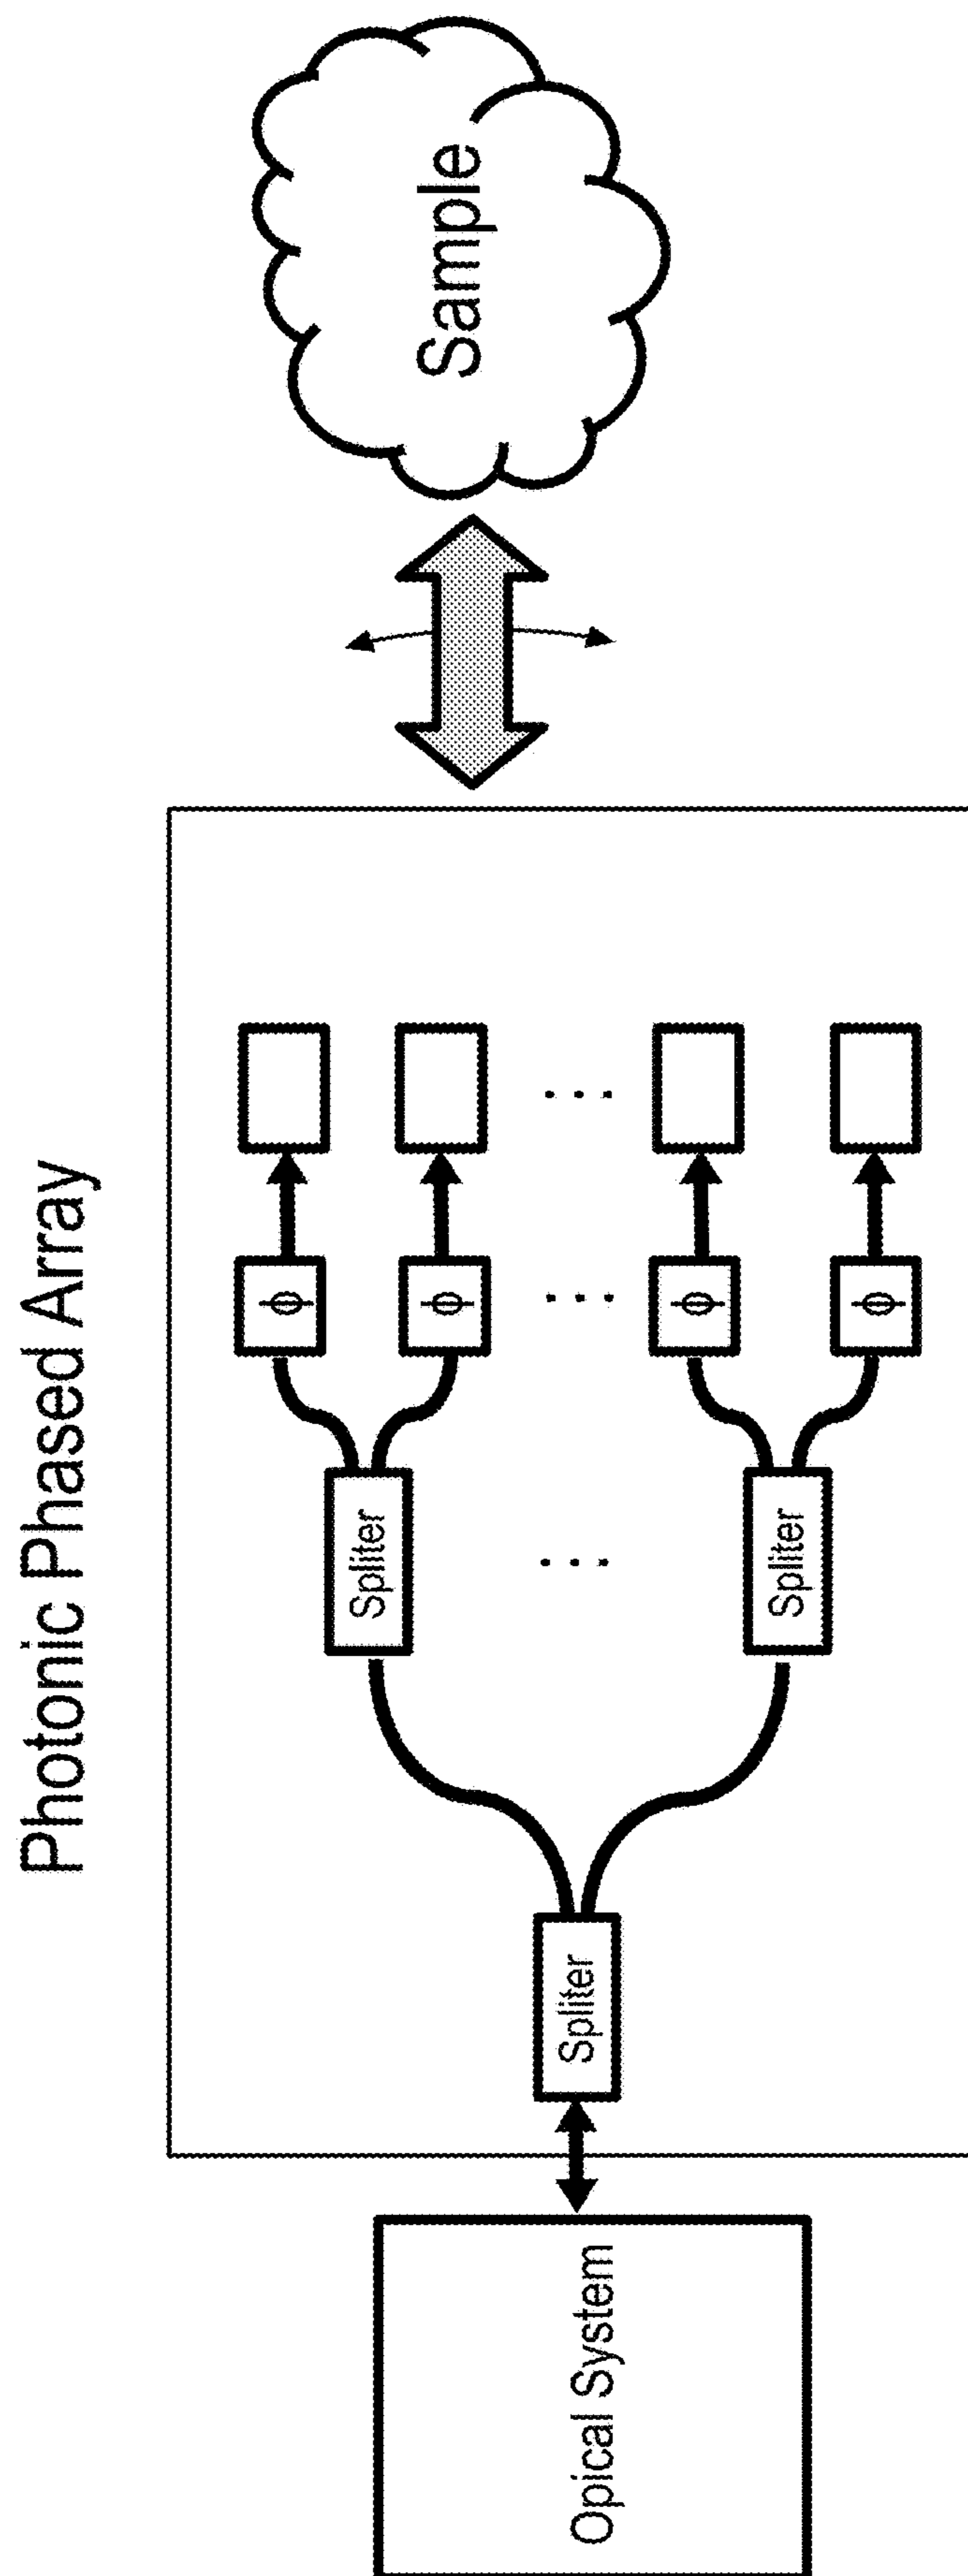 Photonic Phased Array
Opical System
Spliter
Spliter
Spliter
. . .
ϕ
ϕ
. . .
ϕ
ϕ
. . .
Sample